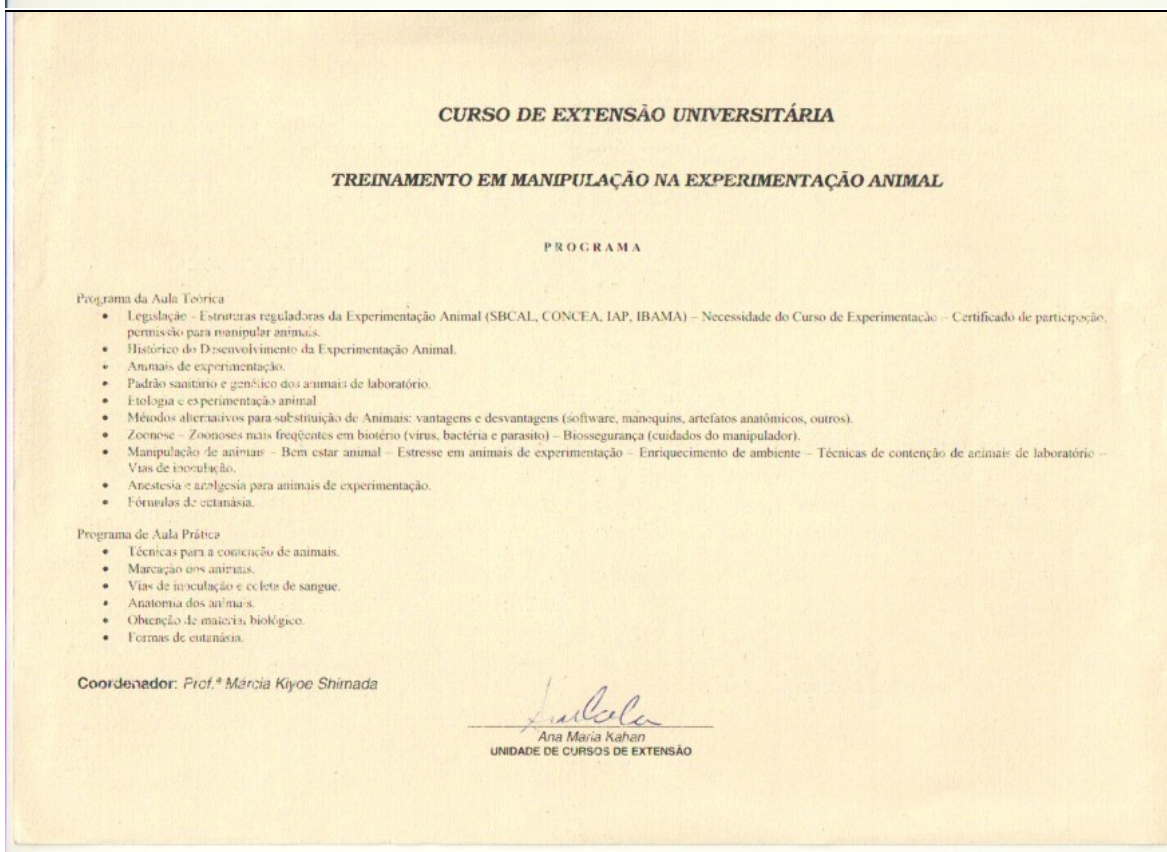 CURSO DE EXTENSÃO UNIVERSITÁRIA
TREINAMENTO EM MANIPULAÇÃO NA EXPERIMENTAÇÃO ANIMAL
PROGRAMA
Programa da Aula Teórica
• Legislação - Estruturas reguladoras da Experimentação Animal (SBCAL, CONCEA, IAP, IBAMA) – Necessidade do Curso de Experimentação – Certificado de participação,
permissão para manipular animais.
• Histórico do Desenvolvimento da Experimentação Animal.
• Animais de experimentação.
• Padrão sanitário e genético dos animais de laboratório.
• Etologia e experimentação animal
• Métodos alternativos para substituição de Animais: vantagens e desvantagens (software, manequins, artefatos anatômicos, outros).
• Zoonose – Zoonoses mais freqüentes em biotério (vírus, bactéria e parasito) – Biossegurança (cuidados do manipulador).
• Manipulação de animais – Bem estar animal – Estresse em animais de experimentação – Enriquecimento de ambiente – Técnicas de contenção de animais de laboratório –
Vias de inoculação.
• Anestesia e analgesia para animais de experimentação.
• Fórmulas de eutanásia.
Programa de Aula Prática
• Técnicas para a contenção de animais.
• Marcação dos animais.
• Vias de inoculação e coleta de sangue.
• Anatomia dos animais.
• Obtenção de material biológico.
• Formas de eutanásia.
Coordenador: Prof.ª Márcia Kiyoe Shimada
Ana Maria Kahan
UNIDADE DE CURSOS DE EXTENSÃO